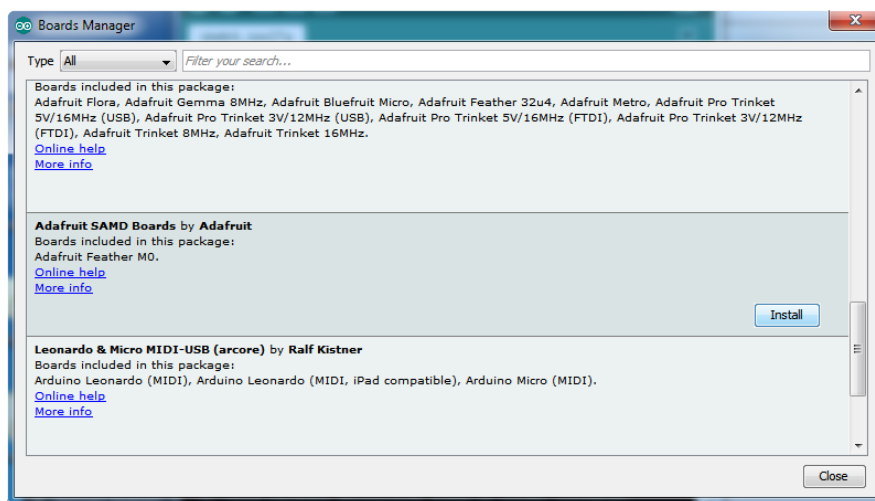 Boards Manager
Type All Filter your search...
Boards included in this package:
Adafruit Flora, Adafruit Gemma 8MHz, Adafruit Bluefruit Micro, Adafruit Feather 32u4, Adafruit Metro, Adafruit Pro Trinket
5V/16MHz (USB), Adafruit Pro Trinket 3V/12MHz (USB), Adafruit Pro Trinket 5V/16MHz (FTDI), Adafruit Pro Trinket 3V/12MHz
(FTDI), Adafruit Trinket 8MHz, Adafruit Trinket 16MHz.
Online help
More info
Adafruit SAMD Boards by Adafruit
Boards included in this package:
Adafruit Feather M0.
Online help
More info
Install
Leonardo & Micro MIDI-USB (arcore) by Ralf Kistner
Boards included in this package:
Arduino Leonardo (MIDI), Arduino Leonardo (MIDI, iPad compatible), Arduino Micro (MIDI).
Online help
More info
Close